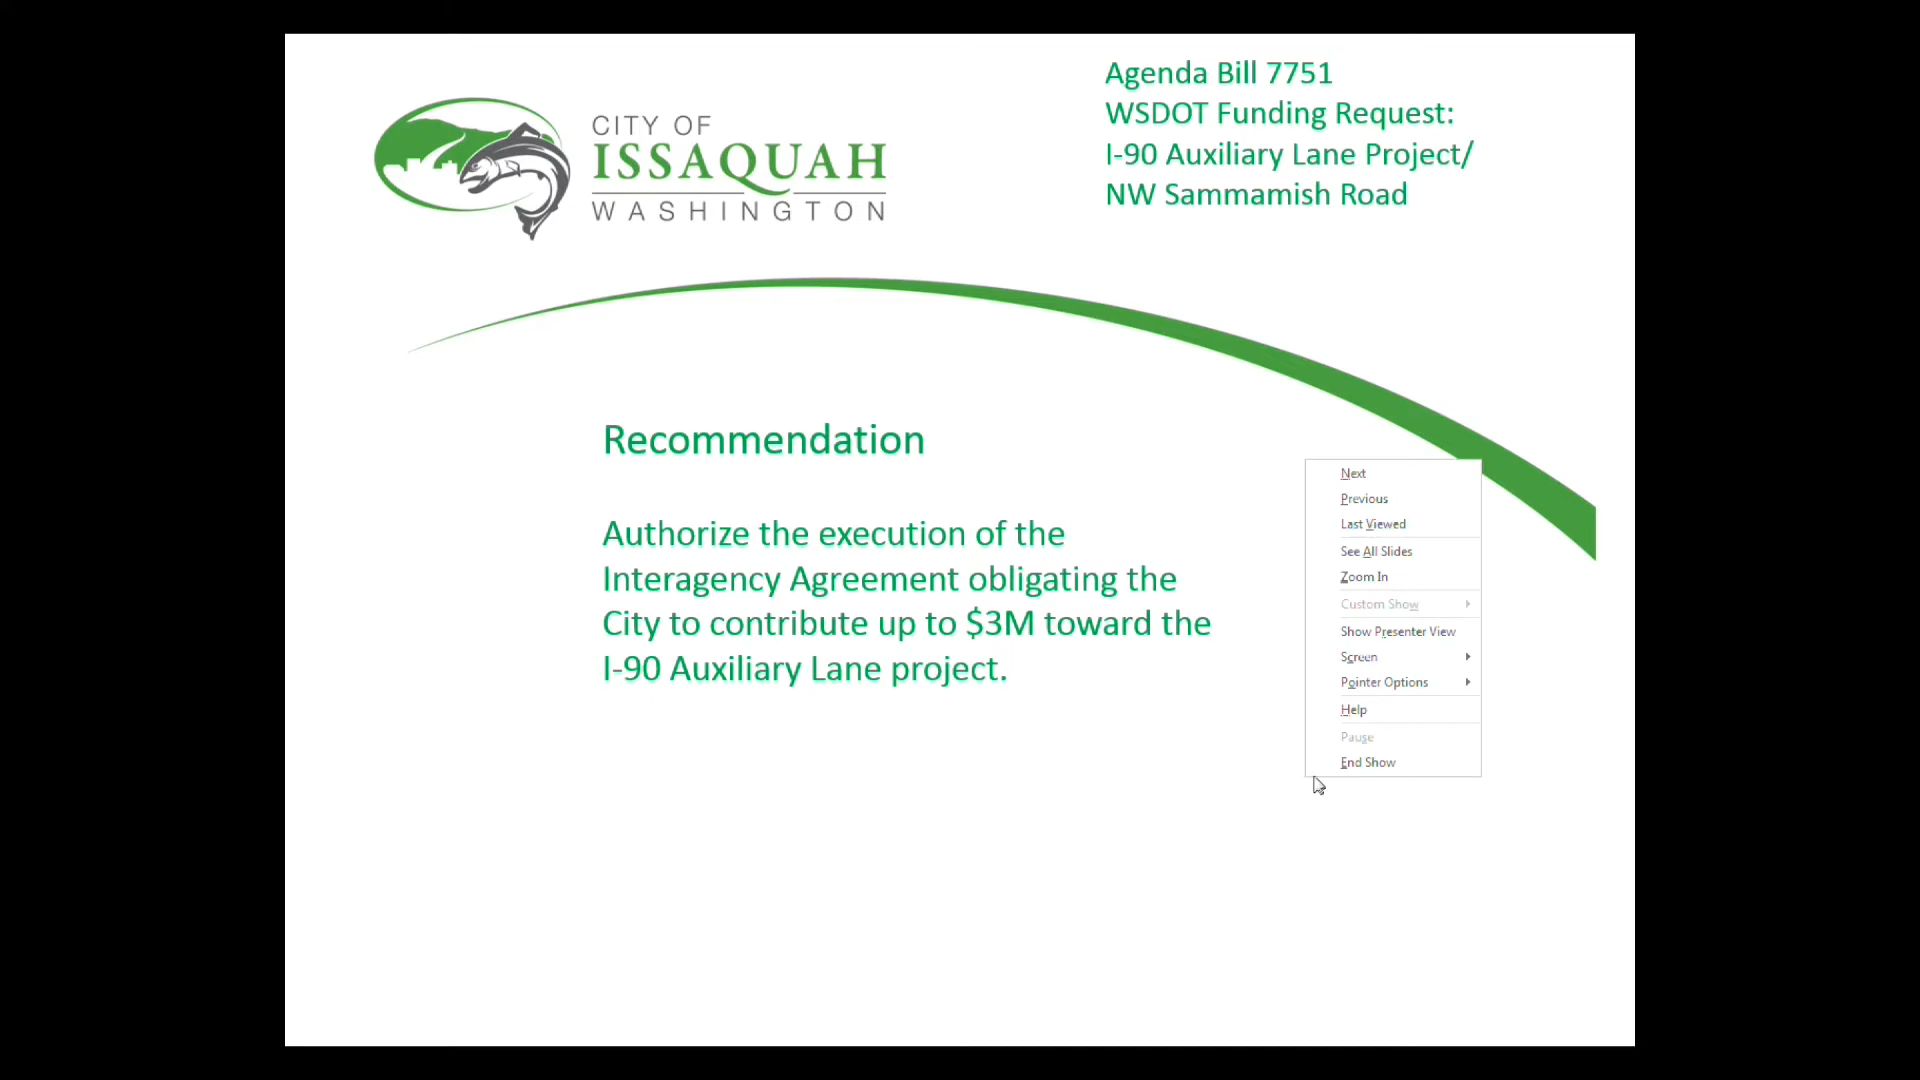 CITY OF
ISSAQUAH
WASHINGTON
Agenda Bill 7751
WSDOT Funding Request:
I-90 Auxiliary Lane Project/
NW Sammamish Road
Recommendation
Authorize the execution of the
Interagency Agreement obligating the
City to contribute up to $3M toward the
I-90 Auxiliary Lane project.
Next
Previous
Last Viewed
See All Slides
Zoom In
Custom Show
Show Presenter View
Screen
Pointer Options
Help
Pause
End Show